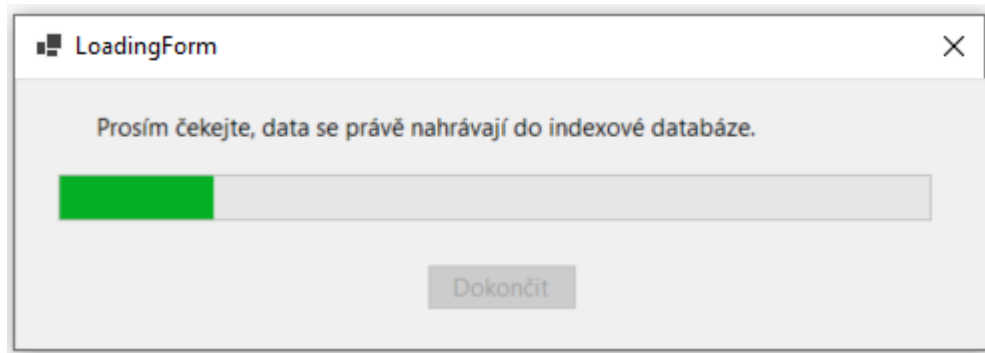 LoadingForm
Prosím čekejte, data se právě nahrávají do indexové databáze.
Dokončit